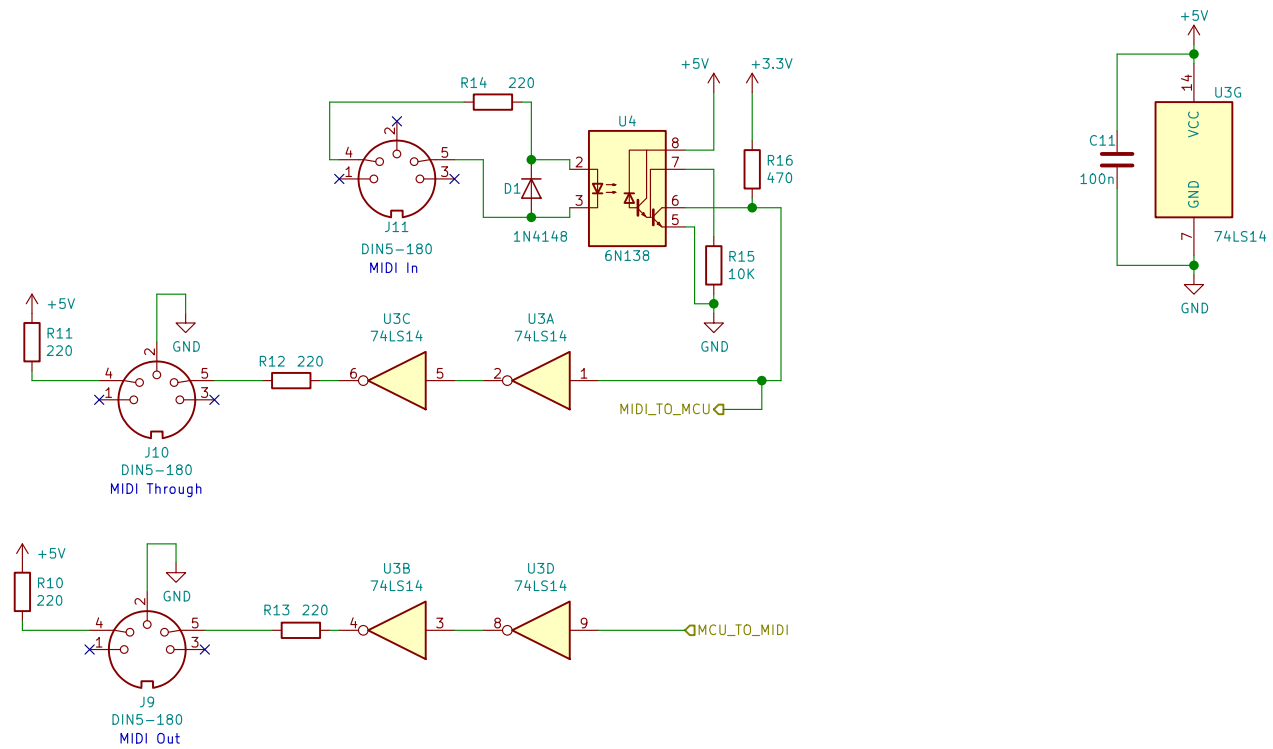 +5V
+5V
+3.3V
R14 220
14
U3G
VCC
U4
2
8
C11
4
5
2
7
R16
1
3
100n
470
D1
3
6
GND
5
J11
1N4148
7
74LS14
DIN5-180
6N138
R15
MIDI In
10K
+5V
GND
U3C
U3A
R11
74LS14
74LS14
220
GND
GND
2
R12 220
4
5
6
5
2
1
1
3
MIDI_TO_MCU
J10
DIN5-180
MIDI Through
+5V
U3B
U3D
R10
74LS14
74LS14
220
GND
2
R13 220
4
5
4
3
8
9
MCU_TO_MIDI
1
3
J9
DIN5-180
MIDI Out